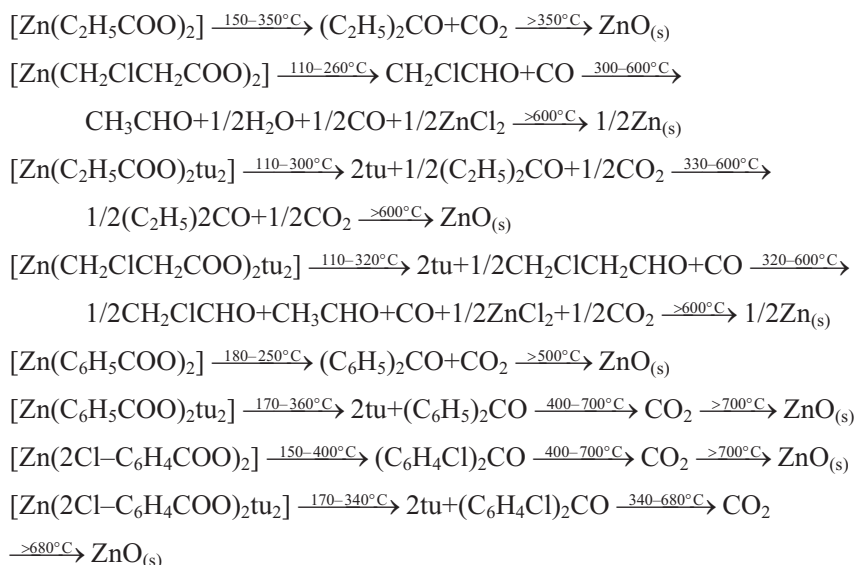 [Zn(C₂H₅COO)₂] —150–350°C→ (C₂H₅)₂CO+CO₂ —>350°C→ ZnO₍ₛ₎
[Zn(CH₂ClCH₂COO)₂] —110–260°C→ CH₂ClCHO+CO —300–600°C→
CH₃CHO+1/2H₂O+1/2CO+1/2ZnCl₂ —>600°C→ 1/2Zn₍ₛ₎
[Zn(C₂H₅COO)₂tu₂] —110–300°C→ 2tu+1/2(C₂H₅)₂CO+1/2CO₂ —330–600°C→
1/2(C₂H₅)2CO+1/2CO₂ —>600°C→ ZnO₍ₛ₎
[Zn(CH₂ClCH₂COO)₂tu₂] —110–320°C→ 2tu+1/2CH₂ClCH₂CHO+CO —320–600°C→
1/2CH₂ClCHO+CH₃CHO+CO+1/2ZnCl₂+1/2CO₂ —>600°C→ 1/2Zn₍ₛ₎
[Zn(C₆H₅COO)₂] —180–250°C→ (C₆H₅)₂CO+CO₂ —>500°C→ ZnO₍ₛ₎
[Zn(C₆H₅COO)₂tu₂] —170–360°C→ 2tu+(C₆H₅)₂CO —400–700°C→ CO₂ —>700°C→ ZnO₍ₛ₎
[Zn(2Cl–C₆H₄COO)₂] —150–400°C→ (C₆H₄Cl)₂CO —400–700°C→ CO₂ —>700°C→ ZnO₍ₛ₎
[Zn(2Cl–C₆H₄COO)₂tu₂] —170–340°C→ 2tu+(C₆H₄Cl)₂CO —340–680°C→ CO₂
—>680°C→ ZnO₍ₛ₎